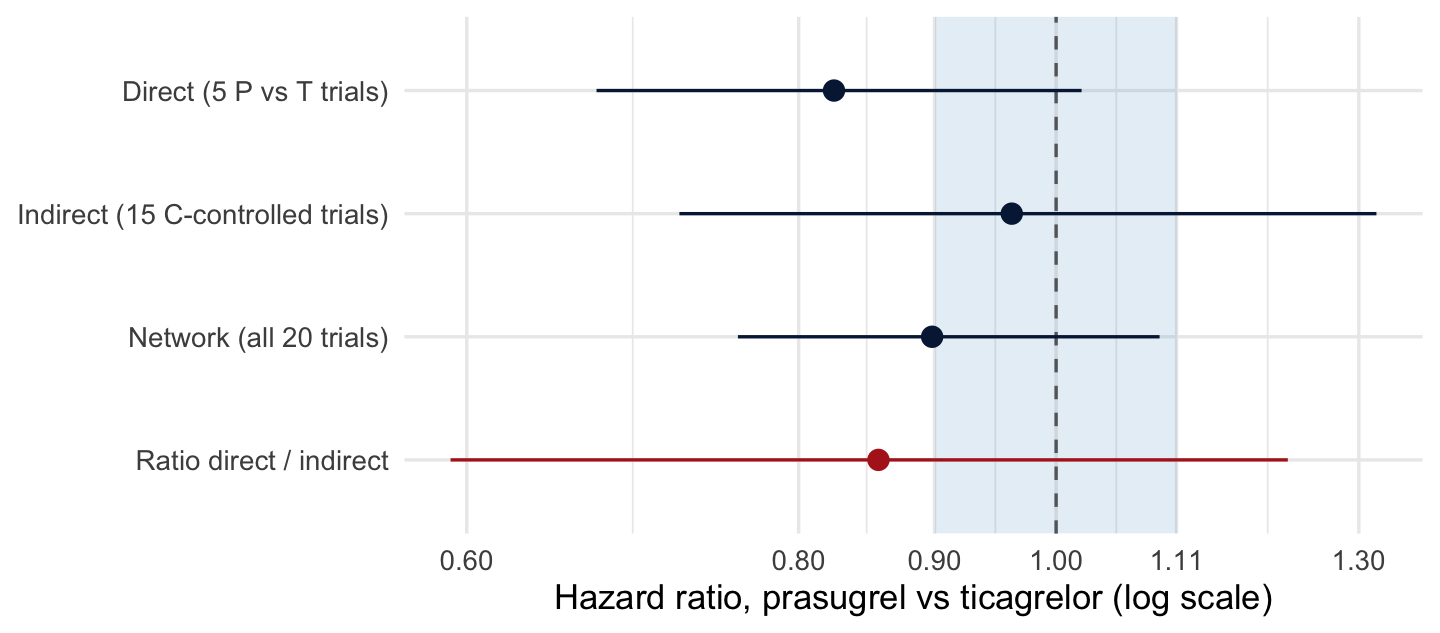 Direct (5 P vs T trials)
Indirect (15 C-controlled trials)
Network (all 20 trials)
Ratio direct / indirect
0.60 0.80 0.90 1.00 1.11 1.30
Hazard ratio, prasugrel vs ticagrelor (log scale)